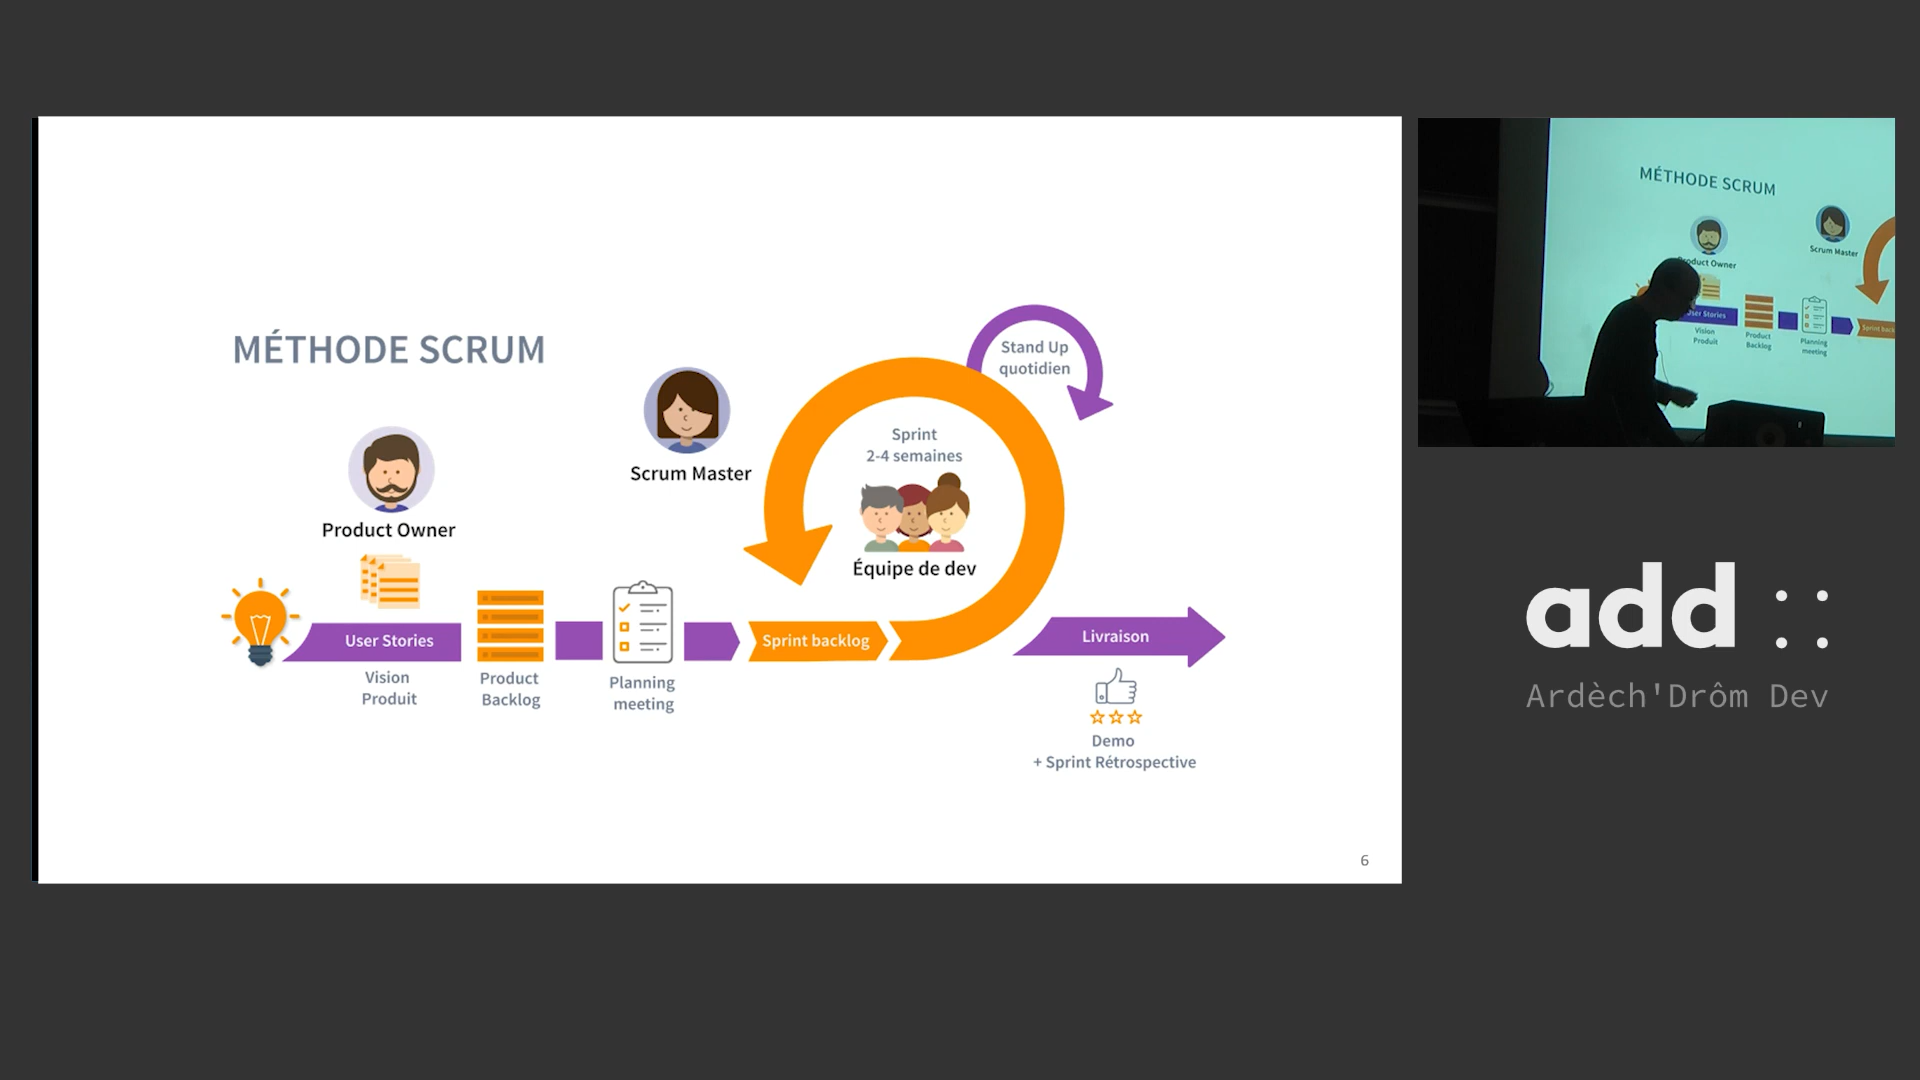 MÉTHODE SCRUM
Stand Up
quotidien
Sprint
2-4 semaines
Scrum Master
Product Owner
Équipe de dev
User Stories
Sprint backlog
Livraison
Vision
Produit
Product
Backlog
Planning
meeting
Demo
+ Sprint Rétrospective
6
MÉTHODE SCRUM
Scrum Master
Product Owner
User Stories
Sprint back
Vision
Produit
Product
Backlog
Planning
meeting
add ::
Ardèch'Drôm Dev